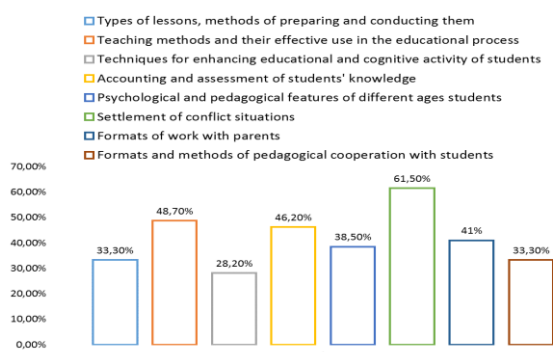 Types of lessons, methods of preparing and conducting them
Teaching methods and their effective use in the educational process
Techniques for enhancing educational and cognitive activity of students
Accounting and assessment of students' knowledge
Psychological and pedagogical features of different ages students
Settlement of conflict situations
Formats of work with parents
Formats and methods of pedagogical cooperation with students
70,00%
60,00%
50,00%
40,00%
30,00%
20,00%
10,00%
0,00%
33,30%
48,70%
28,20%
46,20%
38,50%
61,50%
41%
33,30%